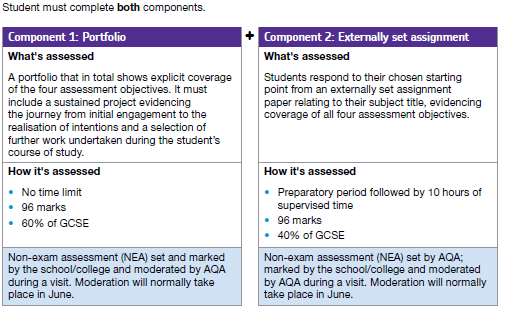 Student must complete both components.
Component 1: Portfolio
What's assessed
A portfolio that in total shows explicit coverage
of the four assessment objectives. It must
include a sustained project evidencing
the journey from initial engagement to the
realisation of intentions and a selection of
further work undertaken during the student's
course of study.
How it's assessed
• No time limit
• 96 marks
• 60% of GCSE
Non-exam assessment (NEA) set and marked
by the school/college and moderated by AQA
during a visit. Moderation will normally take
place in June.
+
Component 2: Externally set assignment
What's assessed
Students respond to their chosen starting
point from an externally set assignment
paper relating to their subject title, evidencing
coverage of all four assessment objectives.
How it's assessed
• Preparatory period followed by 10 hours of
supervised time
• 96 marks
• 40% of GCSE
Non-exam assessment (NEA) set by AQA;
marked by the school/college and moderated
by AQA during a visit. Moderation will normally
take place in June.